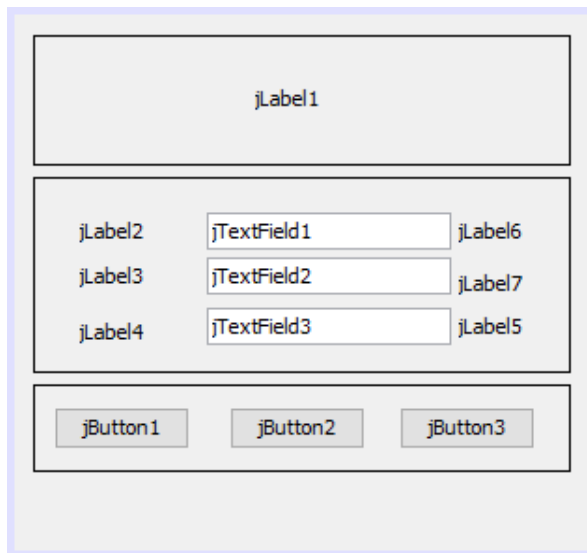 jLabel1
jLabel2 jTextField1 jLabel6
jLabel3 jTextField2 jLabel7
jLabel4 jTextField3 jLabel5
jButton1 jButton2 jButton3